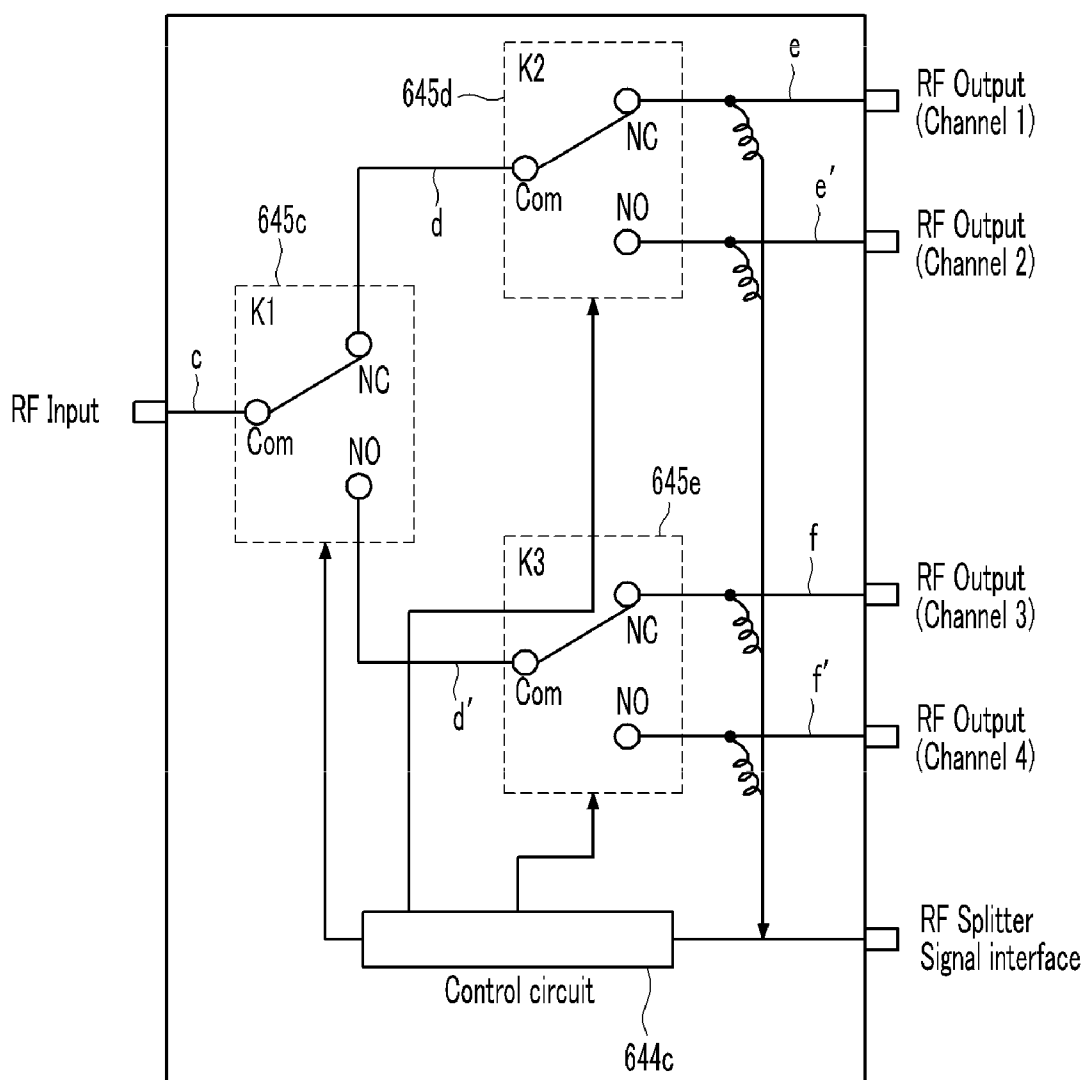 645d
K2
NC
Com
NO
e
RF Output
(Channel 1)
e′
RF Output
(Channel 2)
d
645c
K1
c
RF Input
NC
Com
NO
645e
K3
NC
Com
NO
f
RF Output
(Channel 3)
f′
RF Output
(Channel 4)
d′
Control circuit
644c
RF Splitter
Signal interface